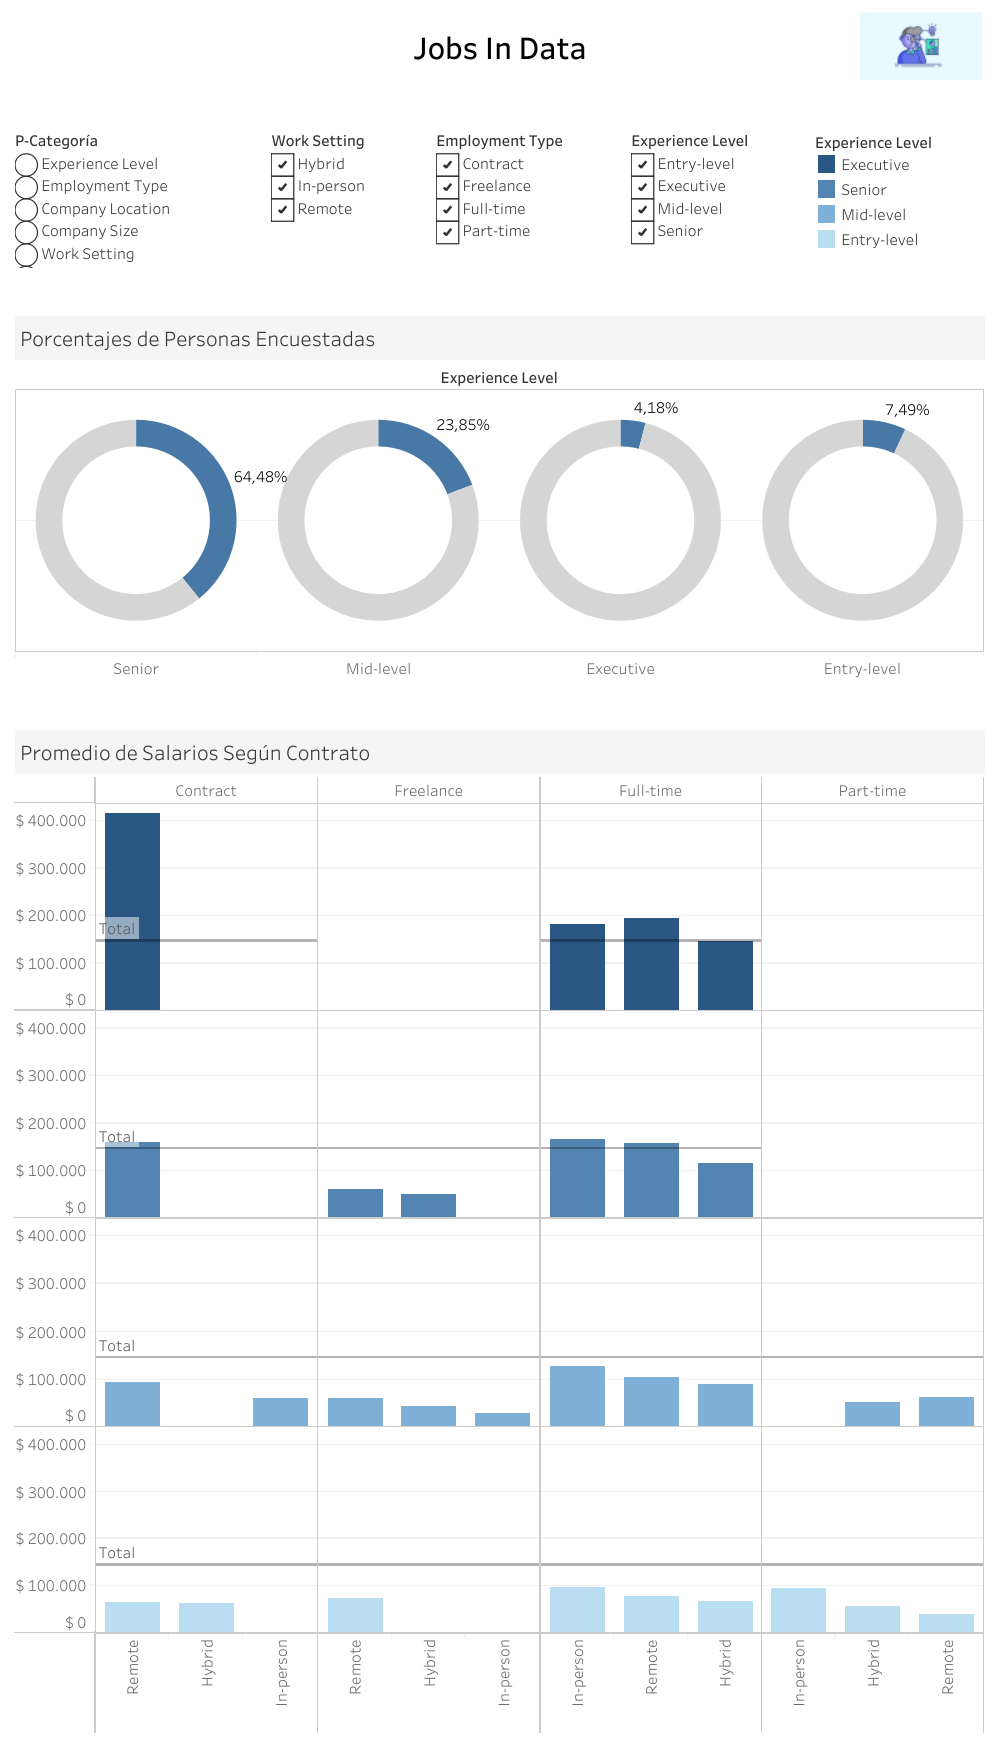 Jobs In Data
P-Categoría
Experience Level
Employment Type
Company Location
Company Size
Work Setting
Work Setting
Hybrid
In-person
Remote
Employment Type
Contract
Freelance
Full-time
Part-time
Experience Level
Entry-level
Executive
Mid-level
Senior
Experience Level
Executive
Senior
Mid-level
Entry-level
Porcentajes de Personas Encuestadas
Experience Level
64,48%
23,85%
4,18%
7,49%
Senior
Mid-level
Executive
Entry-level
Promedio de Salarios Según Contrato
Contract
Freelance
Full-time
Part-time
$ 400.000
$ 300.000
$ 200.000
Total
$ 100.000
$ 0
$ 400.000
$ 300.000
$ 200.000
Total
$ 100.000
$ 0
$ 400.000
$ 300.000
$ 200.000
Total
$ 100.000
$ 0
$ 400.000
$ 300.000
$ 200.000
Total
$ 100.000
$ 0
Remote
Hybrid
In-person
Remote
Hybrid
In-person
In-person
Remote
Hybrid
In-person
Hybrid
Remote